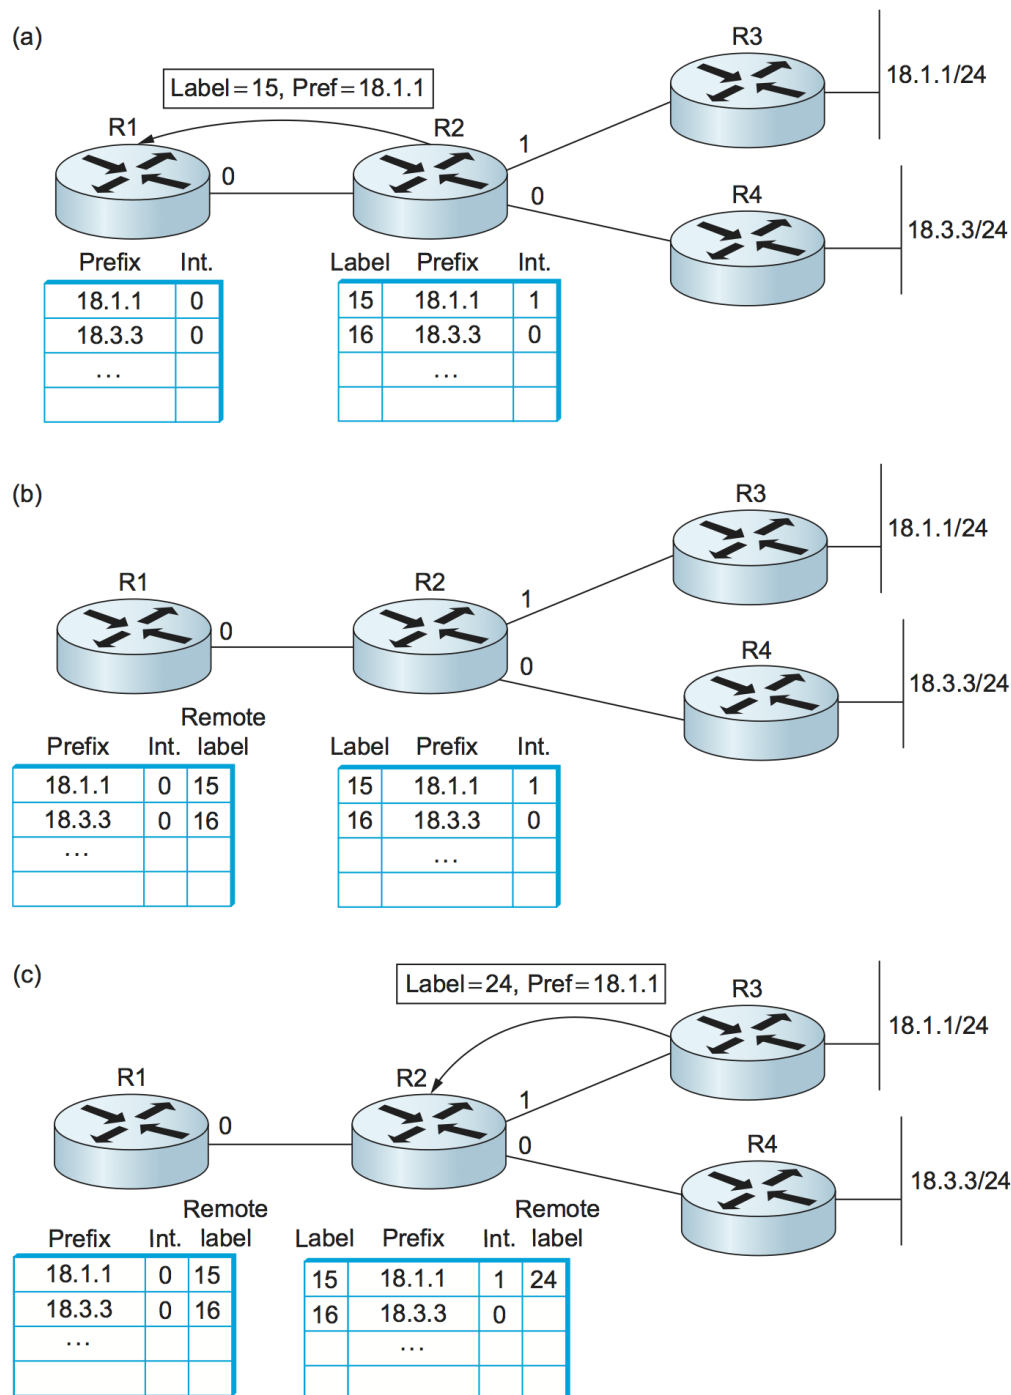 (a)
R3
18.1.1/24
Label=15, Pref=18.1.1
R1
R2
1
0
0
R4
18.3.3/24
Prefix Int.
18.1.1 0
18.3.3 0
...
Label Prefix Int.
15 18.1.1 1
16 18.3.3 0
...
(b)
R3
18.1.1/24
R1
R2
1
0
0
R4
18.3.3/24
Remote
Prefix Int. label
18.1.1 0 15
18.3.3 0 16
...
Label Prefix Int.
15 18.1.1 1
16 18.3.3 0
...
(c)
Label=24, Pref=18.1.1
R3
18.1.1/24
R1
R2
1
0
0
R4
18.3.3/24
Remote
Prefix Int. label
18.1.1 0 15
18.3.3 0 16
...
Remote
Label Prefix Int. label
15 18.1.1 1 24
16 18.3.3 0
...